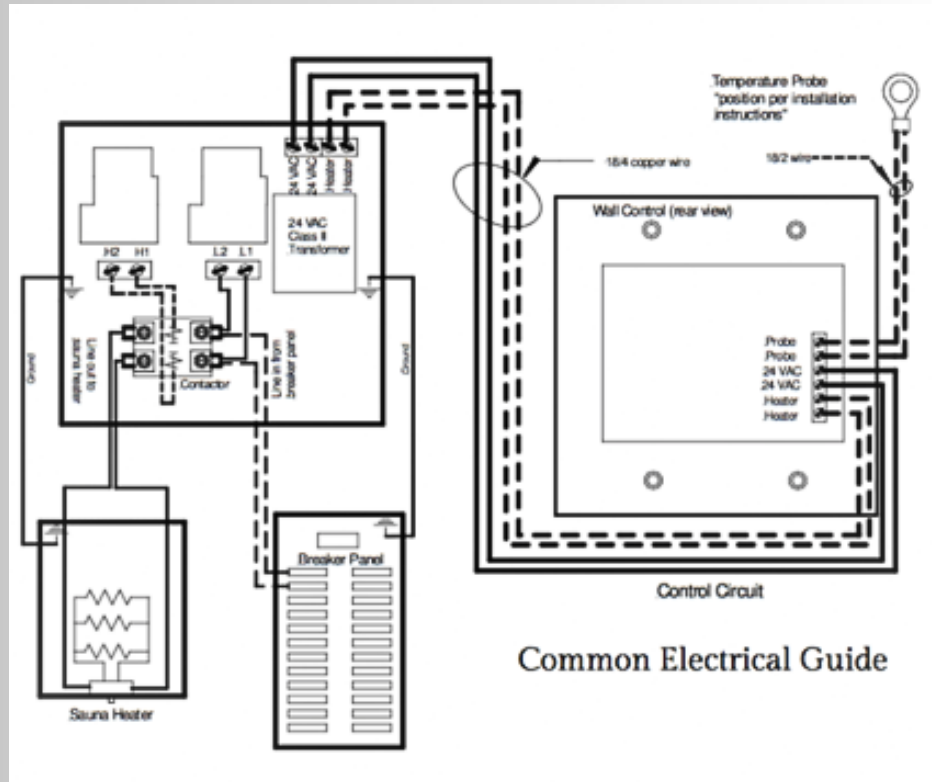 Temperature Probe
"position per installation
instructions"
18/4 copper wire
18/2 wire
24 VAC
24 VAC
Heater
Heater
24 VAC
Class II
Transformer
H2 H1
L2 L1
Wall Control (rear view)
Ground
Line out to
sauna heater
Contactor
Line in from
breaker panel
Ground
Probe
Probe
24 VAC
24 VAC
Heater
Heater
Breaker Panel
Control Circuit
Common Electrical Guide
Sauna Heater